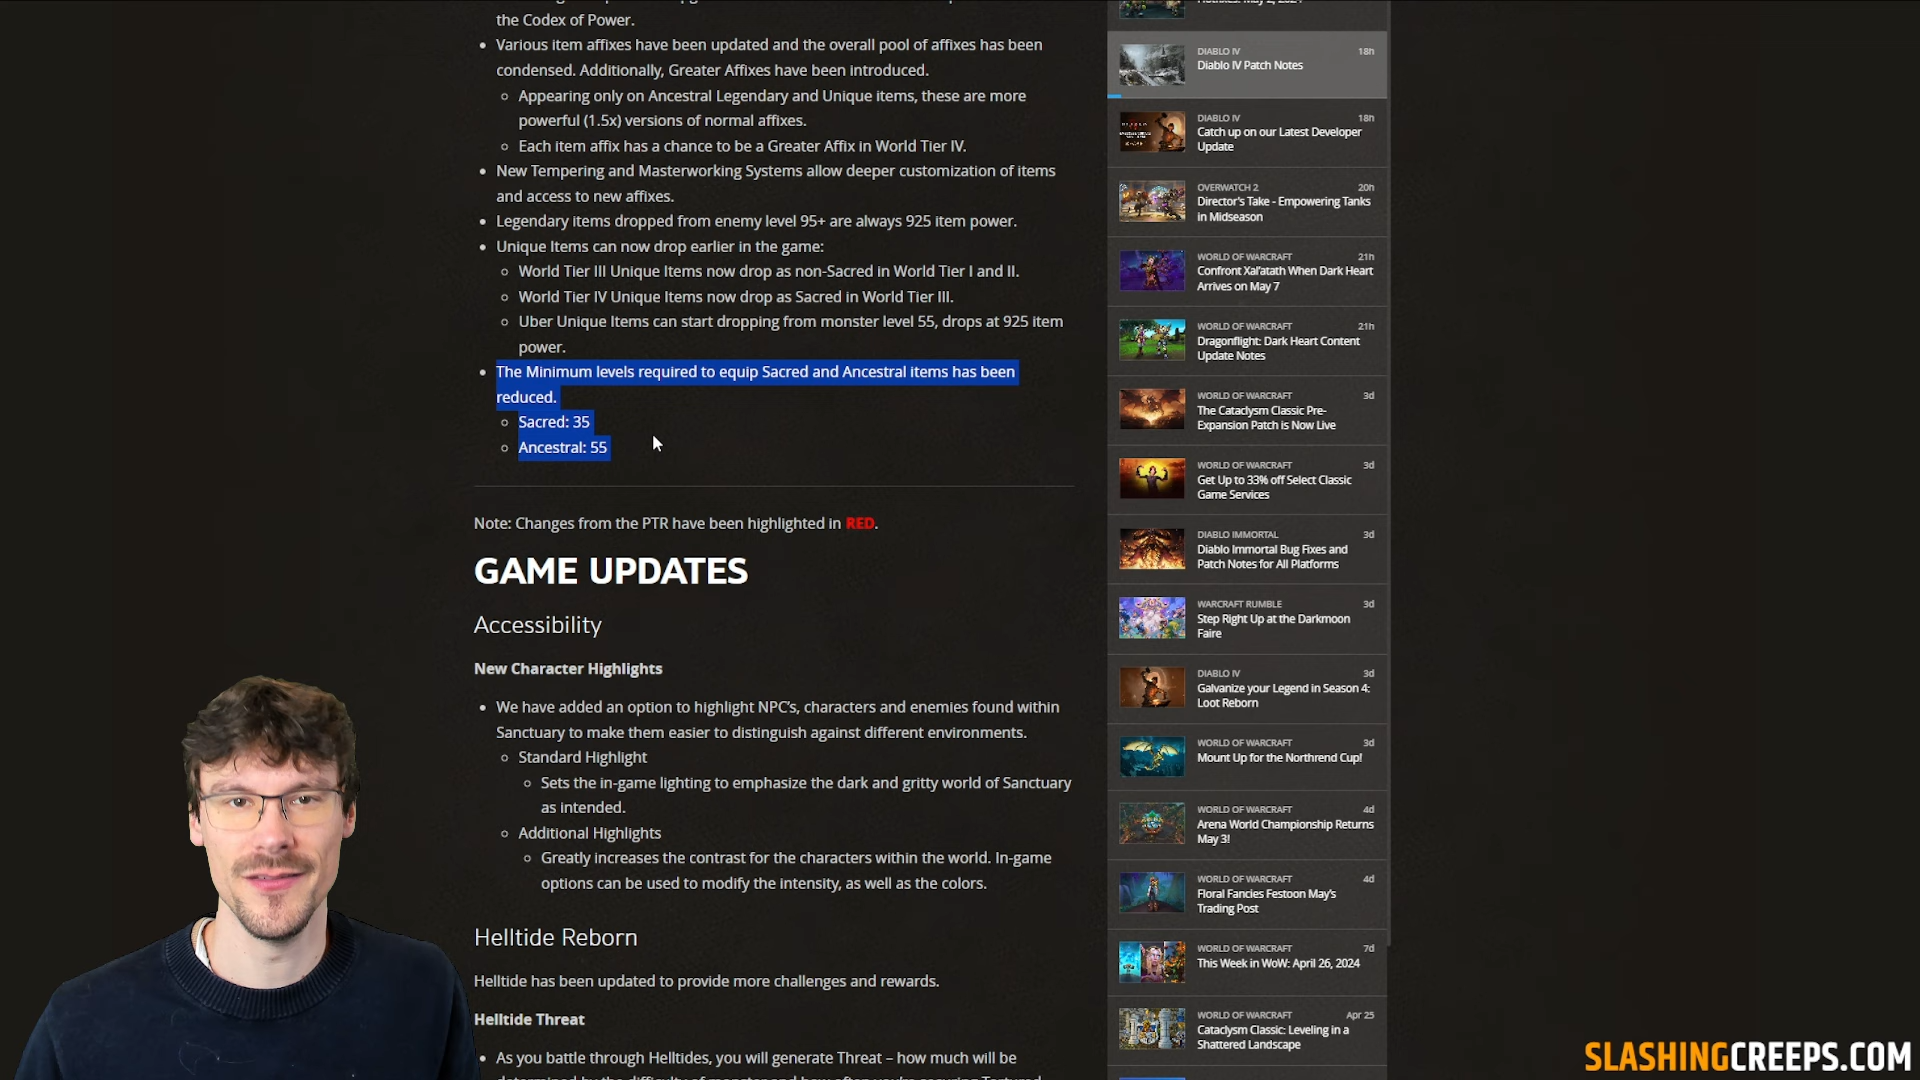 the Codex of Power.
Various item affixes have been updated and the overall pool of affixes has been
condensed. Additionally, Greater Affixes have been introduced.
Appearing only on Ancestral Legendary and Unique items, these are more
powerful (1.5x) versions of normal affixes.
Each item affix has a chance to be a Greater Affix in World Tier IV.
New Tempering and Masterworking Systems allow deeper customization of items
and access to new affixes.
Legendary items dropped from enemy level 95+ are always 925 item power.
Unique Items can now drop earlier in the game:
World Tier III Unique Items now drop as non-Sacred in World Tier I and II.
World Tier IV Unique Items now drop as Sacred in World Tier III.
Uber Unique Items can start dropping from monster level 55, drops at 925 item
power.
The Minimum levels required to equip Sacred and Ancestral items has been
reduced.
Sacred: 35
Ancestral: 55
Note: Changes from the PTR have been highlighted in RED.
GAME UPDATES
Accessibility
New Character Highlights
We have added an option to highlight NPC's, characters and enemies found within
Sanctuary to make them easier to distinguish against different environments.
Standard Highlight
Sets the in-game lighting to emphasize the dark and gritty world of Sanctuary
as intended.
Additional Highlights
Greatly increases the contrast for the characters within the world. In-game
options can be used to modify the intensity, as well as the colors.
Helltide Reborn
Helltide has been updated to provide more challenges and rewards.
Helltide Threat
As you battle through Helltides, you will generate Threat – how much will be
DIABLO IV 18h
Diablo IV Patch Notes
DIABLO IV 18h
Catch up on our Latest Developer
Update
OVERWATCH 2 20h
Director's Take - Empowering Tanks
in Midseason
WORLD OF WARCRAFT 21h
Confront Xal'atath When Dark Heart
Arrives on May 7
WORLD OF WARCRAFT 21h
Dragonflight: Dark Heart Content
Update Notes
WORLD OF WARCRAFT 3d
The Cataclysm Classic Pre-
Expansion Patch is Now Live
WORLD OF WARCRAFT 3d
Get Up to 33% off Select Classic
Game Services
DIABLO IMMORTAL 3d
Diablo Immortal Bug Fixes and
Patch Notes for All Platforms
WARCRAFT RUMBLE 3d
Step Right Up at the Darkmoon
Faire
DIABLO IV 3d
Galvanize your Legend in Season 4:
Loot Reborn
WORLD OF WARCRAFT 3d
Mount Up for the Northrend Cup!
WORLD OF WARCRAFT 4d
Arena World Championship Returns
May 3!
WORLD OF WARCRAFT 4d
Floral Fancies Festoon May's
Trading Post
WORLD OF WARCRAFT 7d
This Week in WoW: April 26, 2024
WORLD OF WARCRAFT Apr 25
Cataclysm Classic: Leveling in a
Shattered Landscape
SLASHINGCREEPS.COM